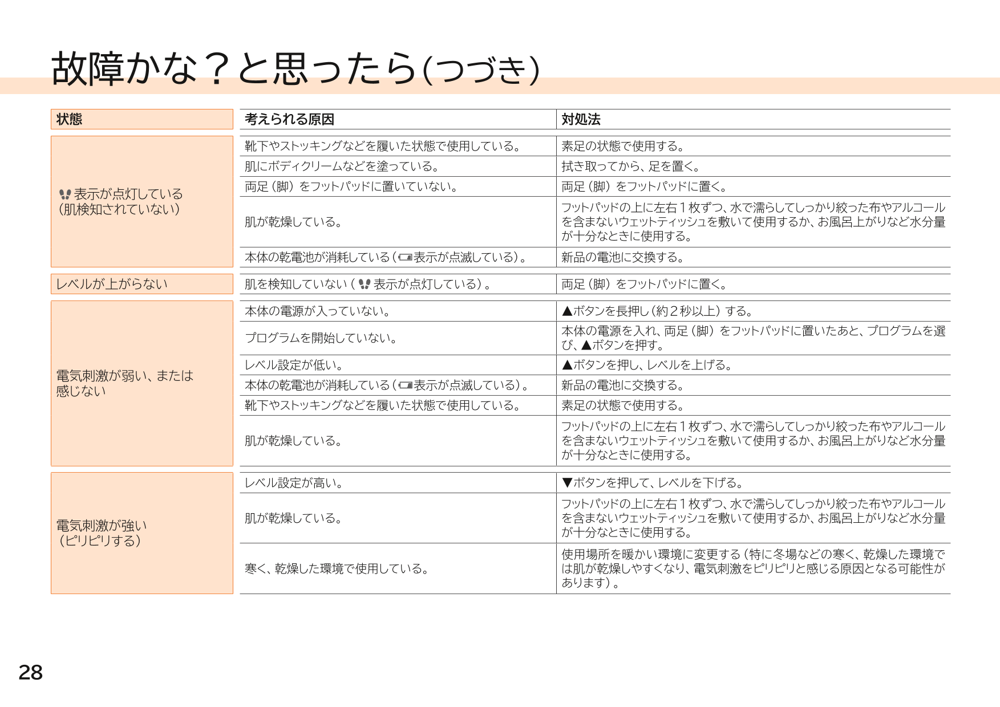 故障かな？と思ったら(つづき)
状態
考えられる原因
対処法
表示が点灯している
（肌検知されていない）
靴下やストッキングなどを履いた状態で使用している。
素足の状態で使用する。
肌にボディクリームなどを塗っている。
拭き取ってから、足を置く。
両足（脚）をフットパッドに置いていない。
両足（脚）をフットパッドに置く。
肌が乾燥している。
フットパッドの上に左右１枚ずつ、水で濡らしてしっかり絞った布やアルコール
を含まないウェットティッシュを敷いて使用するか、お風呂上がりなど水分量
が十分なときに使用する。
本体の乾電池が消耗している（表示が点滅している）。
新品の電池に交換する。
レベルが上がらない
肌を検知していない（表示が点灯している）。
両足（脚）をフットパッドに置く。
電気刺激が弱い、または
感じない
本体の電源が入っていない。
▲ボタンを長押し（約２秒以上）する。
プログラムを開始していない。
本体の電源を入れ、両足（脚）をフットパッドに置いたあと、プログラムを選
び、▲ボタンを押す。
レベル設定が低い。
▲ボタンを押し、レベルを上げる。
本体の乾電池が消耗している（表示が点滅している）。
新品の電池に交換する。
靴下やストッキングなどを履いた状態で使用している。
素足の状態で使用する。
肌が乾燥している。
フットパッドの上に左右１枚ずつ、水で濡らしてしっかり絞った布やアルコール
を含まないウェットティッシュを敷いて使用するか、お風呂上がりなど水分量
が十分なときに使用する。
電気刺激が強い
（ピリピリする）
レベル設定が高い。
▼ボタンを押して、レベルを下げる。
肌が乾燥している。
フットパッドの上に左右１枚ずつ、水で濡らしてしっかり絞った布やアルコール
を含まないウェットティッシュを敷いて使用するか、お風呂上がりなど水分量
が十分なときに使用する。
寒く、乾燥した環境で使用している。
使用場所を暖かい環境に変更する（特に冬場などの寒く、乾燥した環境で
は肌が乾燥しやすくなり、電気刺激をピリピリと感じる原因となる可能性が
あります）。
28